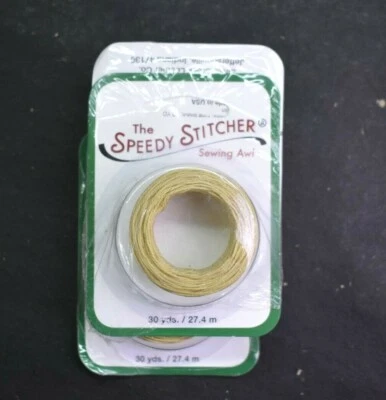 The
SPEEDY STITCHER®
Sewing Awl
30 yds. / 27.4 m
30 yds. / 27.4 m